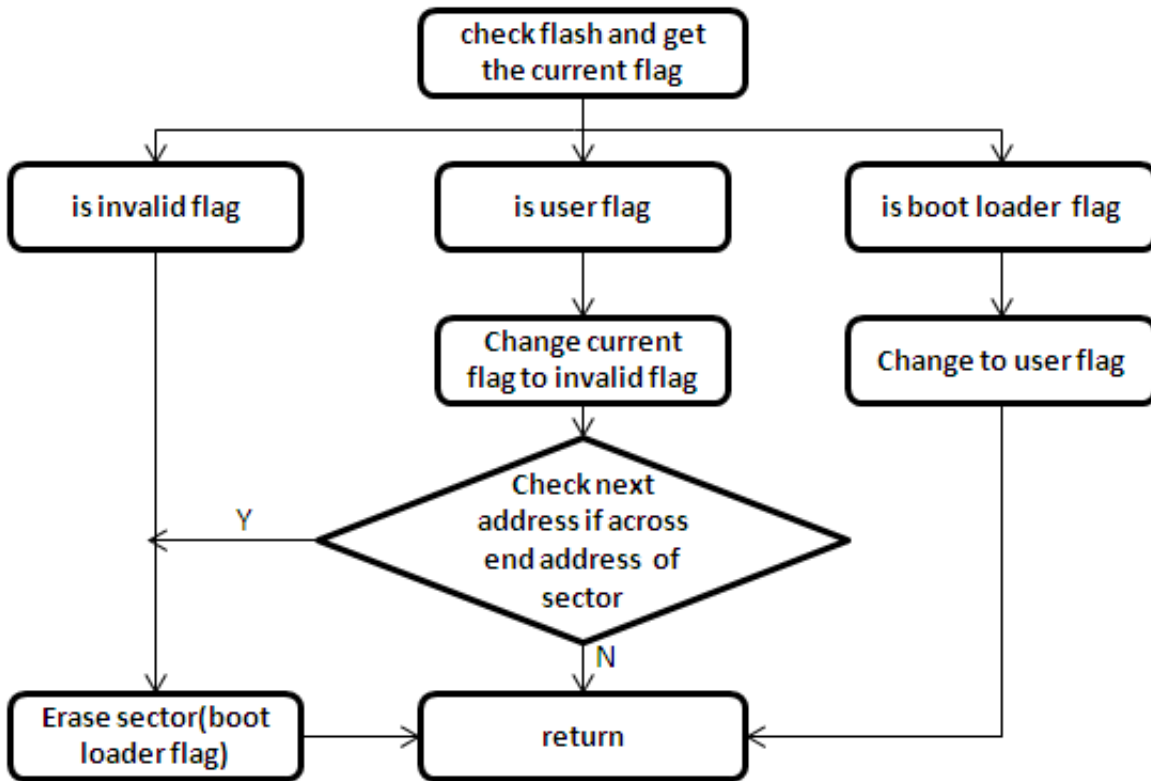 check flash and get
the current flag
is invalid flag
is user flag
is boot loader flag
Change current
flag to invalid flag
Change to user flag
Check next
address if across
end address of
sector
Y
N
Erase sector(boot
loader flag)
return